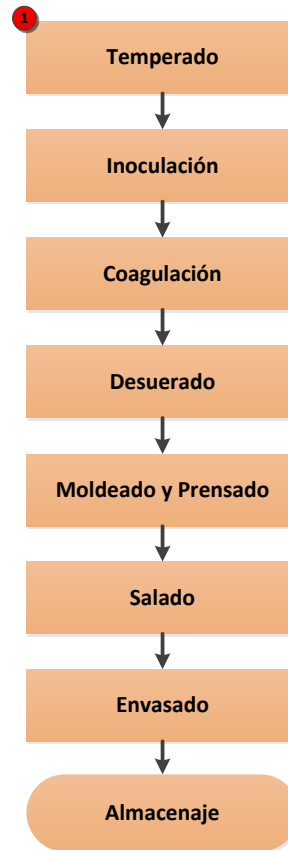 1
Temperado
Inoculación
Coagulación
Desuerado
Moldeado y Prensado
Salado
Envasado
Almacenaje